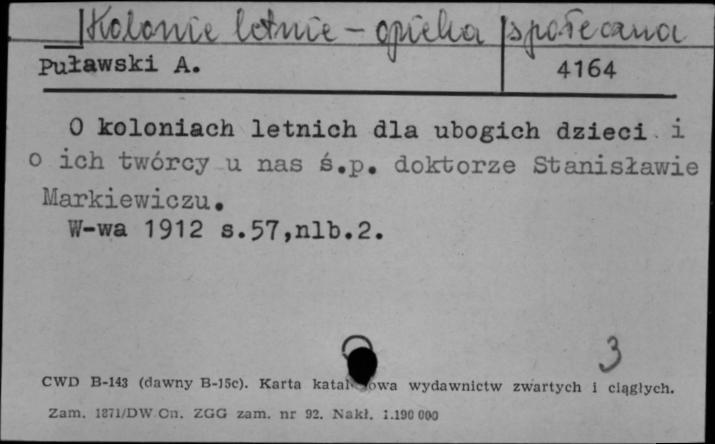 Kolonie letnie – opieka społeczna
Puławski A.
4164
O koloniach letnich dla ubogich dzieci i
o ich twórcy u nas ś.p. doktorze Stanisławie
Markiewiczu.
W-wa 1912 s.57,nlb.2.
3
CWD B-143 (dawny B-15c). Karta katalogowa wydawnictw zwartych i ciągłych.
Zam. 1871/DW Cn. ZGG zam. nr 92. Nakł. 1.190 000